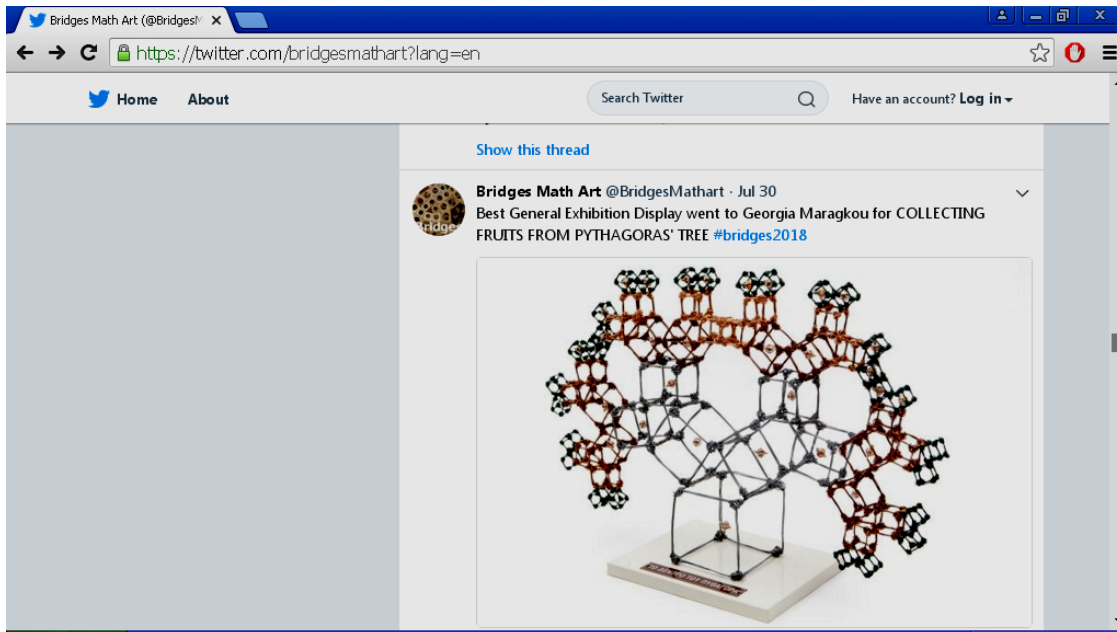 Bridges Math Art (@BridgesM
https://twitter.com/bridgesmathart?lang=en
Home About Search Twitter Have an account? Log in
Show this thread
Bridges Math Art @BridgesMathart · Jul 30
Best General Exhibition Display went to Georgia Maragkou for COLLECTING
FRUITS FROM PYTHAGORAS' TREE #bridges2018